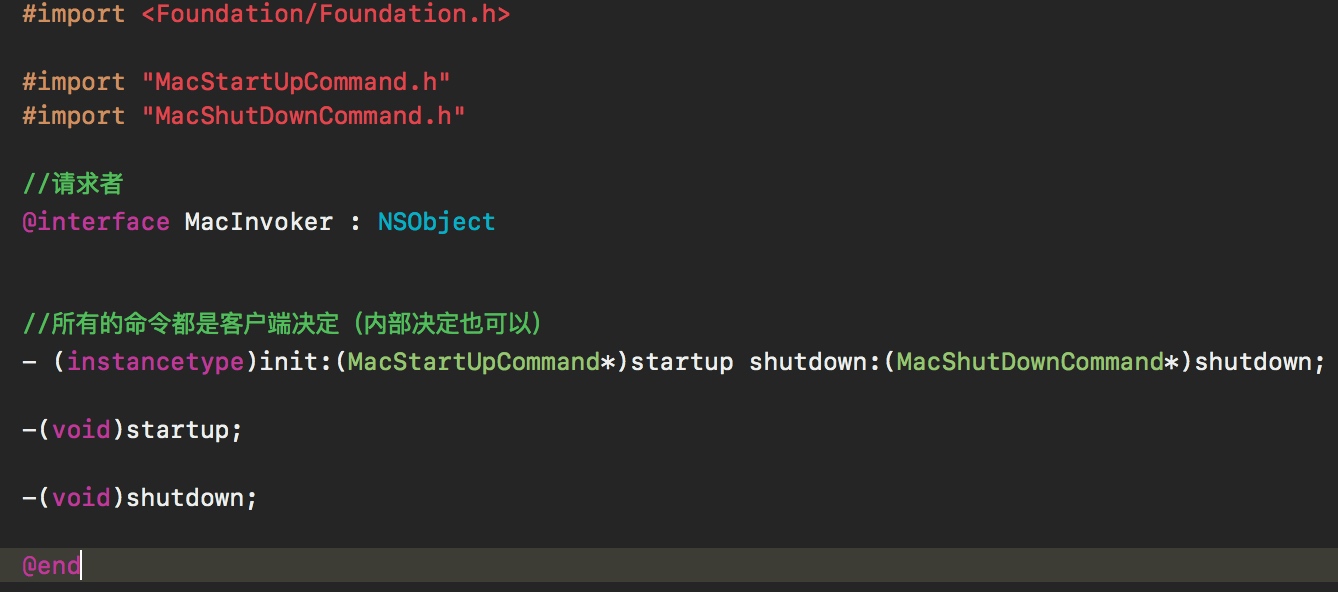 #import <Foundation/Foundation.h>
#import "MacStartUpCommand.h"
#import "MacShutDownCommand.h"
//请求者
@interface MacInvoker : NSObject
//所有的命令都是客户端决定（内部决定也可以）
- (instancetype)init:(MacStartUpCommand*)startup shutdown:(MacShutDownCommand*)shutdown;
-(void)startup;
-(void)shutdown;
@end